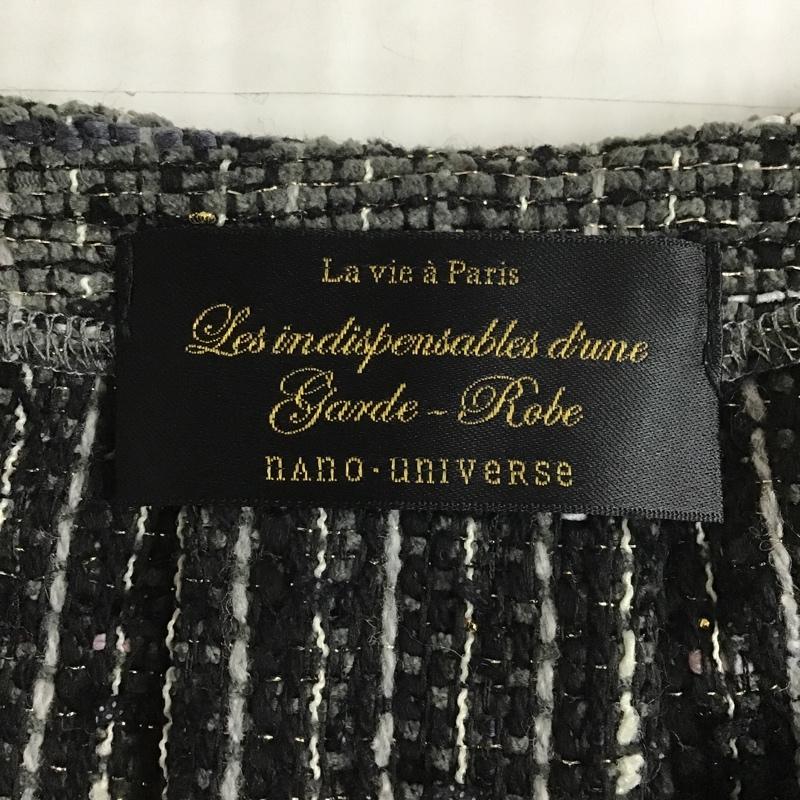 La vie à Paris
Les indispensables d'une
Garde - Robe
nAno·universe